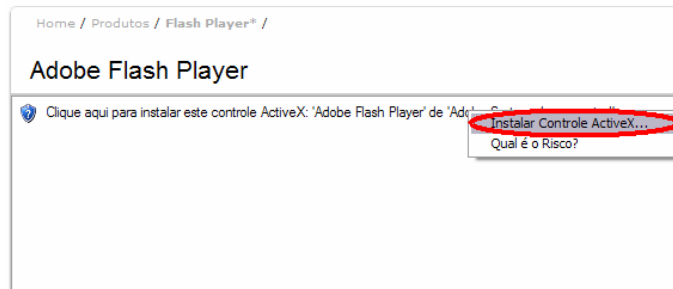 Home / Produtos / Flash Player* /
Adobe Flash Player
Clique aqui para instalar este controle ActiveX: 'Adobe Flash Player' de
Instalar Controle ActiveX...
Qual é o Risco?